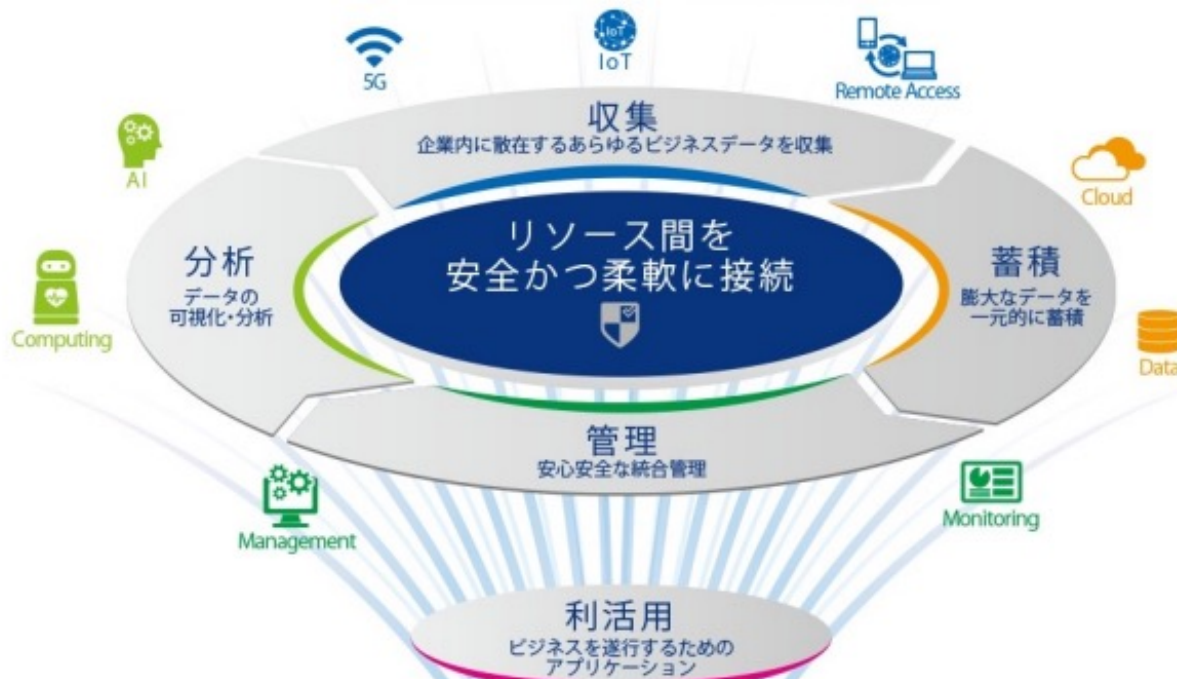 5G
IoT
IoT
Remote Access
収集
企業内に散在するあらゆるビジネスデータを収集
AI
Cloud
リソース間を
安全かつ柔軟に接続
分析
データの
可視化・分析
蓄積
膨大なデータを
一元的に蓄積
Computing
Data
管理
安心安全な統合管理
Management
Monitoring
利活用
ビジネスを遂行するための
アプリケーション